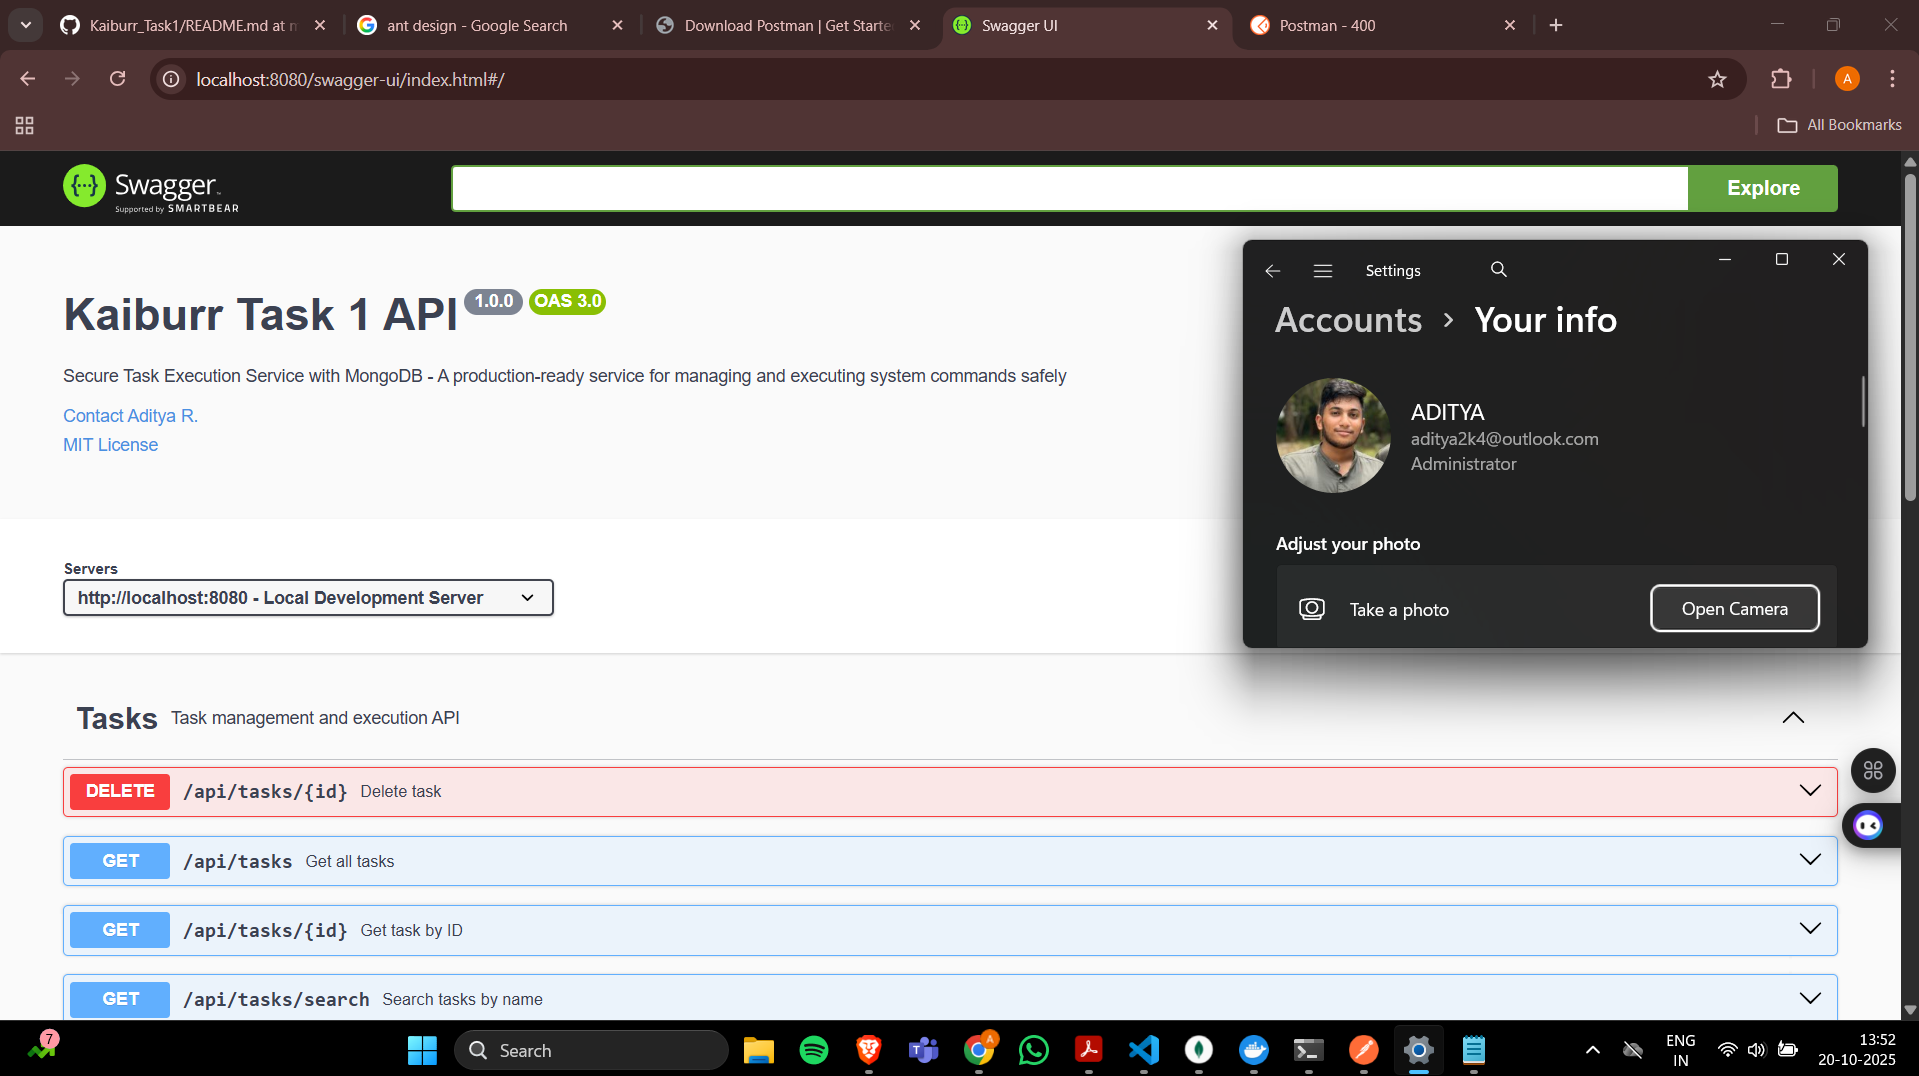 Kaiburr_Task1/README.md at m
ant design - Google Search
Download Postman | Get Starte
Swagger UI
Postman - 400
localhost:8080/swagger-ui/index.html#/
A
All Bookmarks
Swagger
Supported by SMARTBEAR
Explore
Kaiburr Task 1 API 1.0.0 OAS 3.0
Secure Task Execution Service with MongoDB - A production-ready service for managing and executing system commands safely
Contact Aditya R.
MIT License
Servers
http://localhost:8080 - Local Development Server
Settings
Accounts > Your info
ADITYA
aditya2k4@outlook.com
Administrator
Adjust your photo
Take a photo
Open Camera
Tasks Task management and execution API
DELETE /api/tasks/{id} Delete task
GET /api/tasks Get all tasks
GET /api/tasks/{id} Get task by ID
GET /api/tasks/search Search tasks by name
7
Search
A
ENG
IN
13:52
20-10-2025